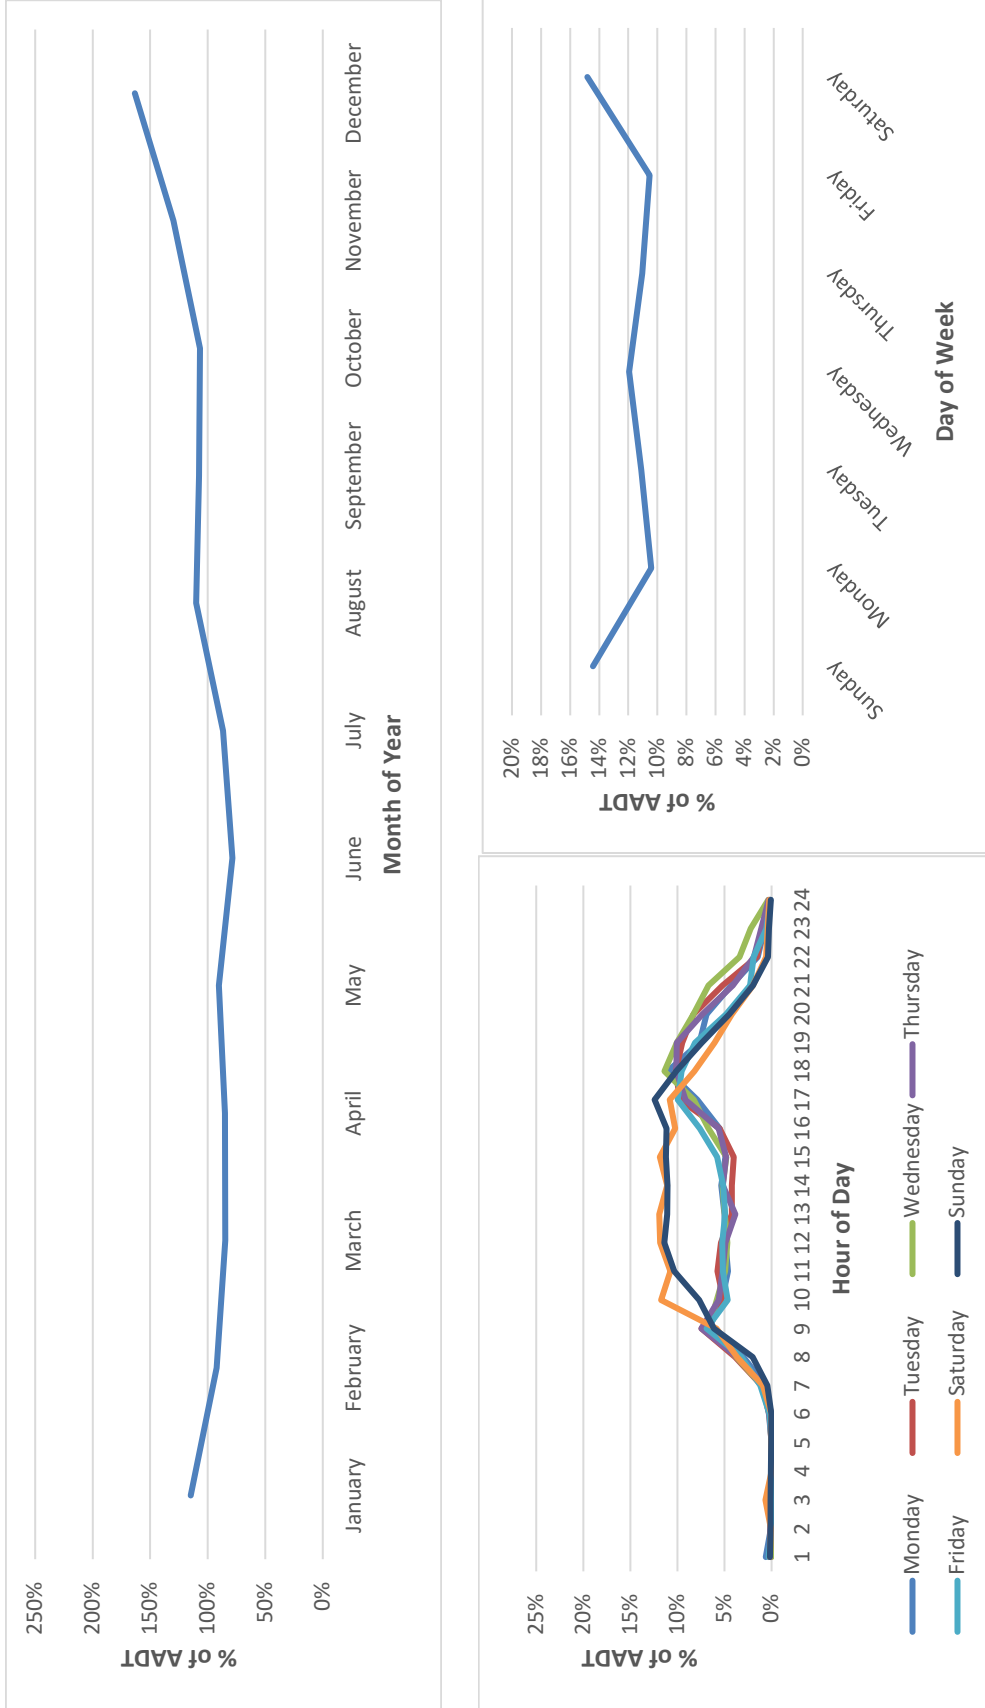 250%
200%
150%
100%
50%
0%
% of AADT
January February March April May June July August September October November December
Month of Year
25%
20%
15%
10%
5%
0%
% of AADT
1 2 3 4 5 6 7 8 9 10 11 12 13 14 15 16 17 18 19 20 21 22 23 24
Hour of Day
Monday Tuesday Wednesday Thursday
Friday Saturday Sunday
20%
18%
16%
14%
12%
10%
8%
6%
4%
2%
0%
% of AADT
Sunday Monday Tuesday Wednesday Thursday Friday Saturday
Day of Week